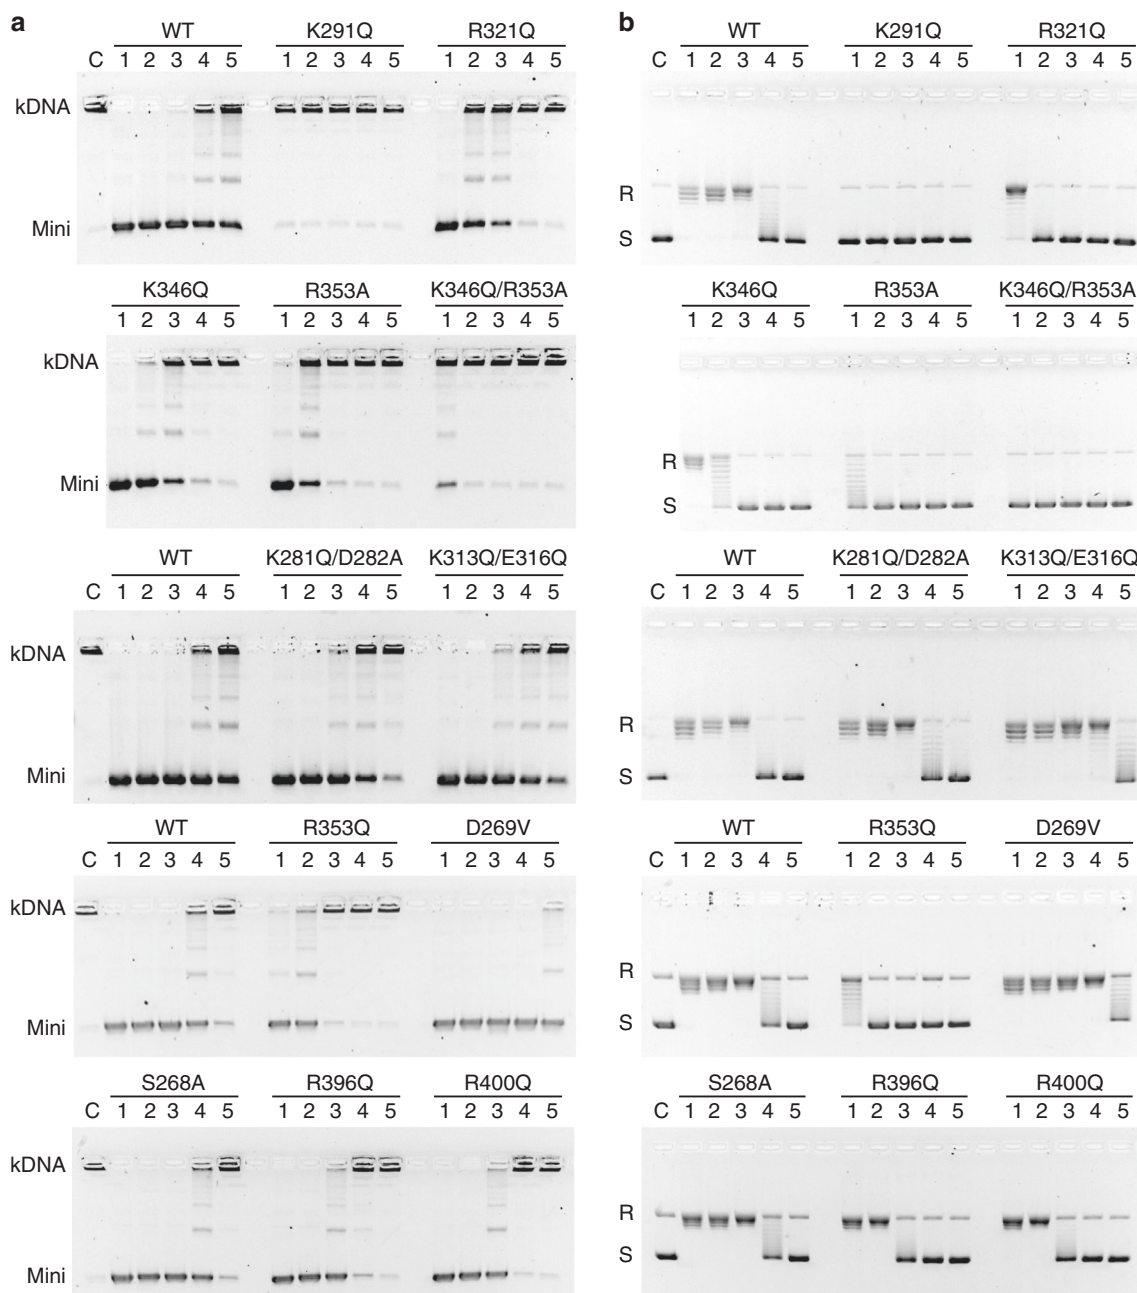 a
WT K291Q R321Q
C 1 2 3 4 5 1 2 3 4 5 1 2 3 4 5
kDNA
Mini
K346Q R353A K346Q/R353A
1 2 3 4 5 1 2 3 4 5 1 2 3 4 5
kDNA
Mini
WT K281Q/D282A K313Q/E316Q
C 1 2 3 4 5 1 2 3 4 5 1 2 3 4 5
kDNA
Mini
WT R353Q D269V
C 1 2 3 4 5 1 2 3 4 5 1 2 3 4 5
kDNA
Mini
S268A R396Q R400Q
C 1 2 3 4 5 1 2 3 4 5 1 2 3 4 5
kDNA
Mini
b
WT K291Q R321Q
C 1 2 3 4 5 1 2 3 4 5 1 2 3 4 5
R
S
K346Q R353A K346Q/R353A
1 2 3 4 5 1 2 3 4 5 1 2 3 4 5
R
S
WT K281Q/D282A K313Q/E316Q
C 1 2 3 4 5 1 2 3 4 5 1 2 3 4 5
R
S
WT R353Q D269V
C 1 2 3 4 5 1 2 3 4 5 1 2 3 4 5
R
S
S268A R396Q R400Q
C 1 2 3 4 5 1 2 3 4 5 1 2 3 4 5
R
S